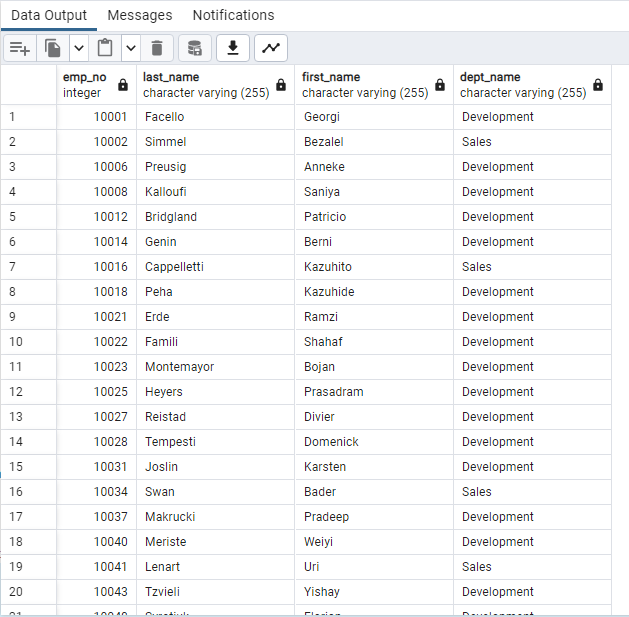 Data Output Messages Notifications
emp_no last_name first_name dept_name
integer character varying (255) character varying (255) character varying (255)
1 10001 Facello Georgi Development
2 10002 Simmel Bezalel Sales
3 10006 Preusig Anneke Development
4 10008 Kalloufi Saniya Development
5 10012 Bridgland Patricio Development
6 10014 Genin Berni Development
7 10016 Cappelletti Kazuhito Sales
8 10018 Peha Kazuhide Development
9 10021 Erde Ramzi Development
10 10022 Famili Shahaf Development
11 10023 Montemayor Bojan Development
12 10025 Heyers Prasadram Development
13 10027 Reistad Divier Development
14 10028 Tempesti Domenick Development
15 10031 Joslin Karsten Development
16 10034 Swan Bader Sales
17 10037 Makrucki Pradeep Development
18 10040 Meriste Weiyi Development
19 10041 Lenart Uri Sales
20 10043 Tzvieli Yishay Development